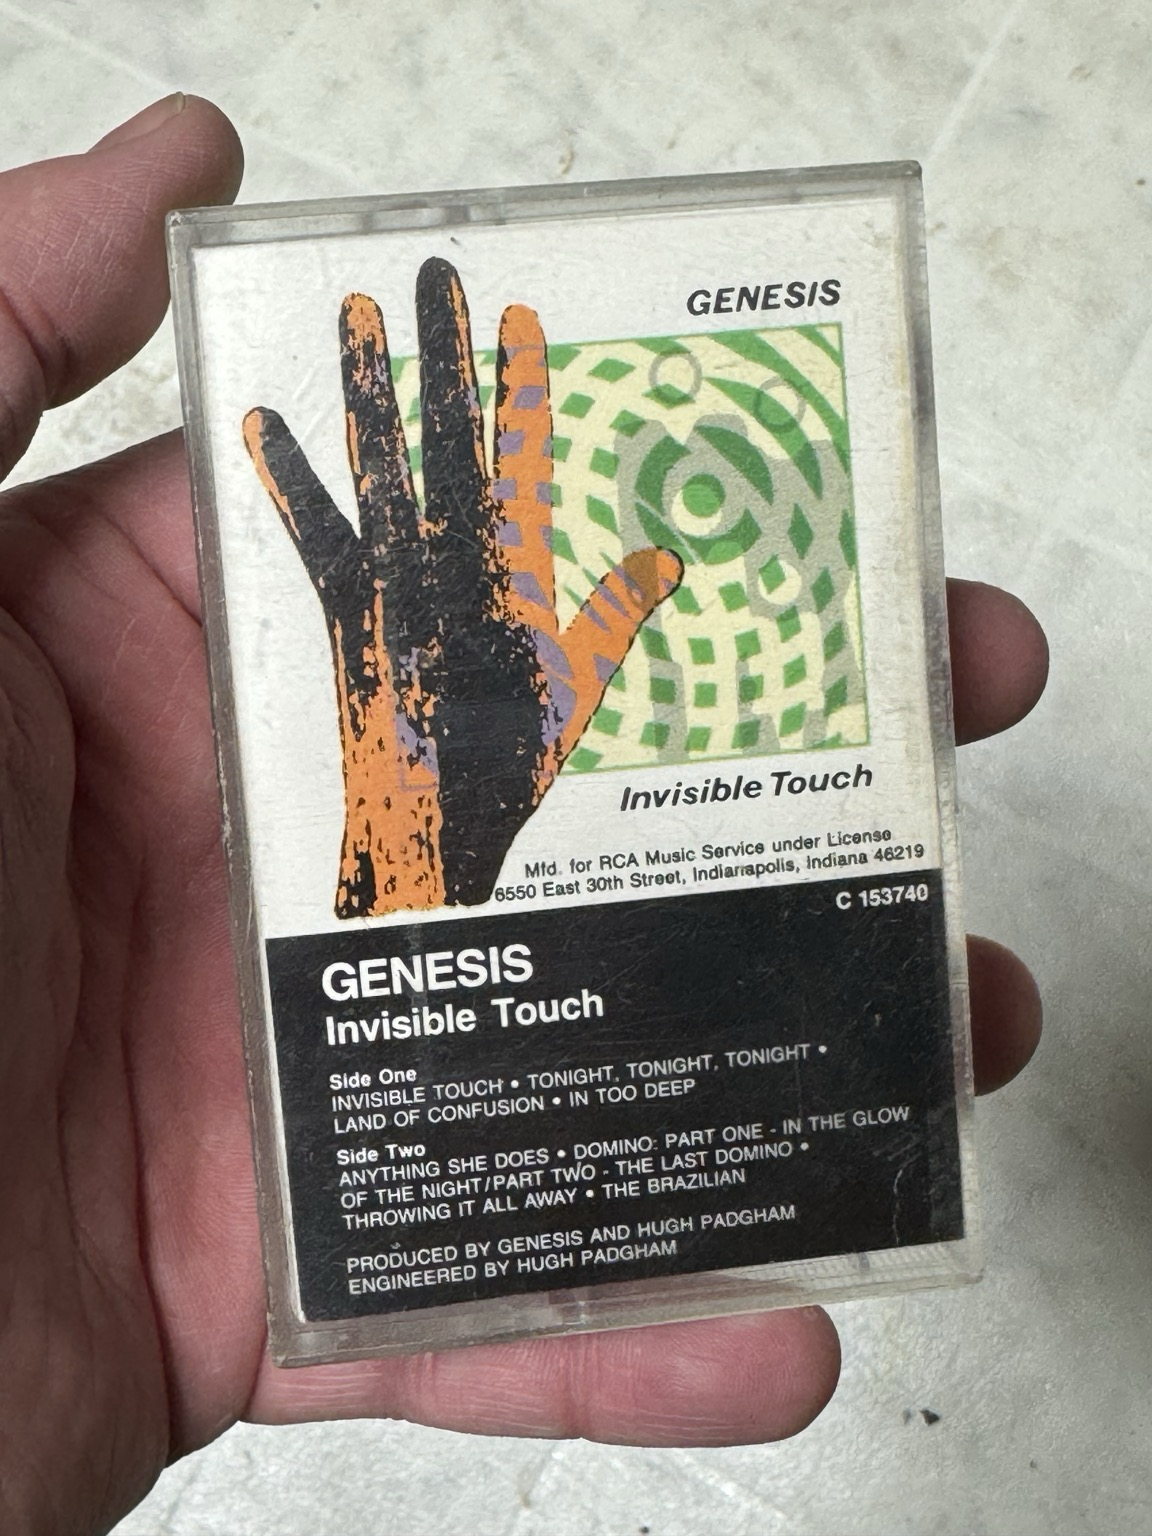 GENESIS
Invisible Touch
Mfd. for RCA Music Service under License
6550 East 30th Street, Indianapolis, Indiana 46219
C 153740
GENESIS
Invisible Touch
Side One
INVISIBLE TOUCH • TONIGHT, TONIGHT, TONIGHT •
LAND OF CONFUSION • IN TOO DEEP
Side Two
ANYTHING SHE DOES • DOMINO: PART ONE - IN THE GLOW
OF THE NIGHT/PART TWO - THE LAST DOMINO •
THROWING IT ALL AWAY • THE BRAZILIAN
PRODUCED BY GENESIS AND HUGH PADGHAM
ENGINEERED BY HUGH PADGHAM